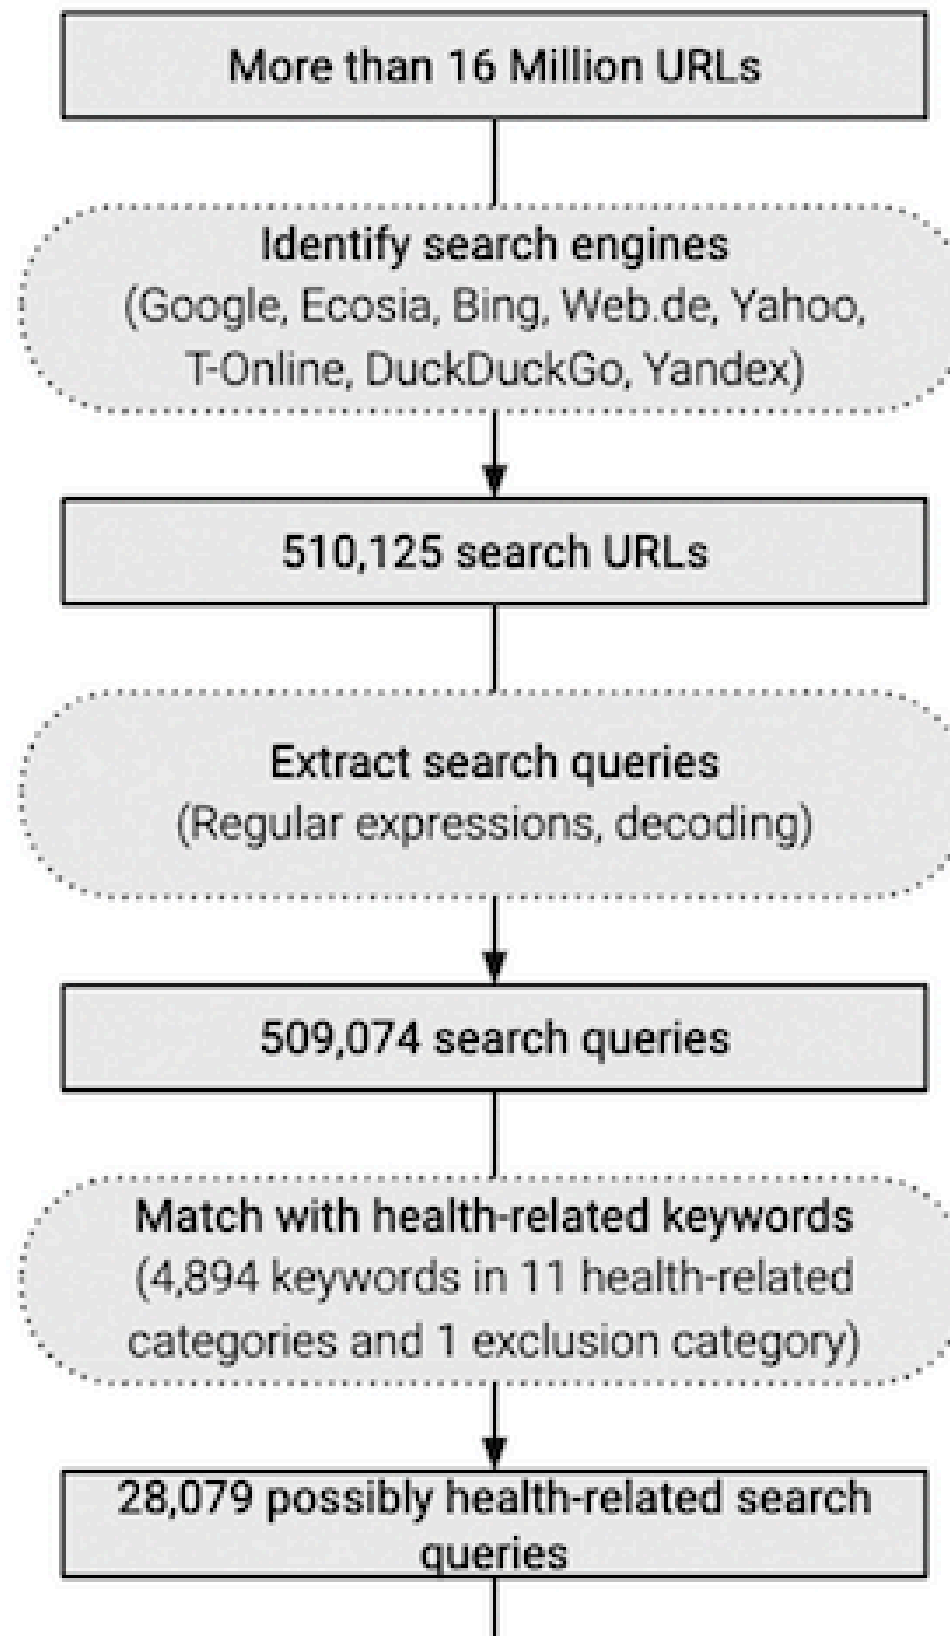 More than 16 Million URLs
Identify search engines
(Google, Ecosia, Bing, Web.de, Yahoo,
T-Online, DuckDuckGo, Yandex)
510,125 search URLs
Extract search queries
(Regular expressions, decoding)
509,074 search queries
Match with health-related keywords
(4,894 keywords in 11 health-related
categories and 1 exclusion category)
28,079 possibly health-related search
queries